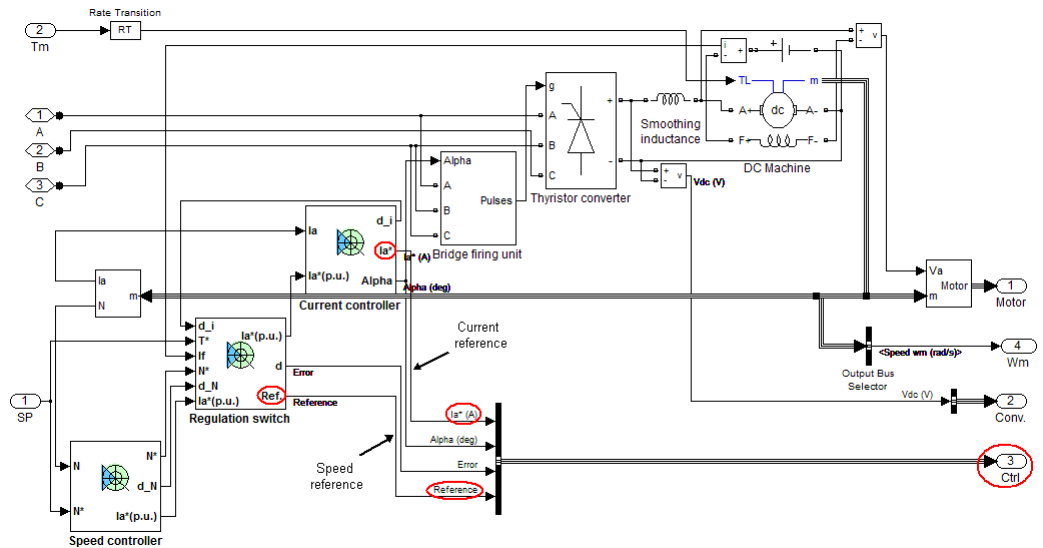 Rate Transition
2
Tm
RT
i
+
+
-
v
TL
m
A+
dc
A-
F+
F-
DC Machine
Smoothing
inductance
1
A
2
B
3
C
g
A
B
C
+
-
Thyristor converter
+
-
v
Vdc (V)
Alpha
A
B
C
Pulses
Bridge firing unit
Ia
Ia*(p.u.)
d_i
Ia*
Alpha
Ia* (A)
Alpha (deg)
Current controller
Ia
N
m
Va
m
Motor
1
Motor
d_i
T*
If
N*
d_N
Ia*(p.u.)
Ia*(p.u.)
d
Ref.
Error
Reference
Regulation switch
Current
reference
<Speed wm (rad/s)>
4
Wm
Output Bus
Selector
Vdc (V)
2
Conv.
1
SP
Ia* (A)
Alpha (deg)
Error
Reference
3
Ctrl
Speed
reference
N
N*
N*
d_N
Ia*(p.u.)
Speed controller